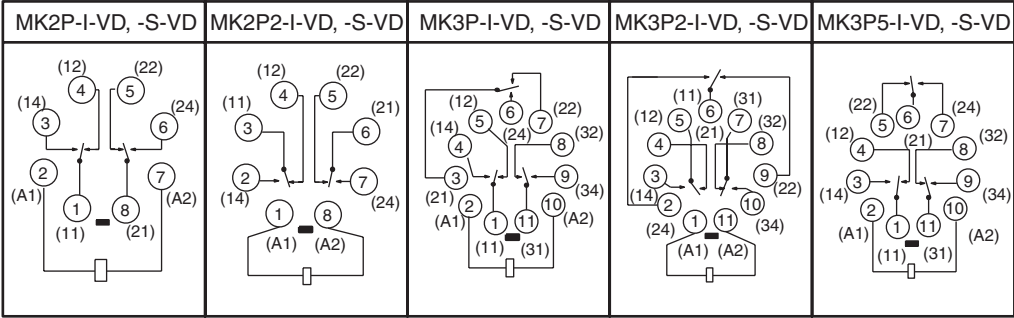 MK2P-I-VD, -S-VD MK2P2-I-VD, -S-VD MK3P-I-VD, -S-VD MK3P2-I-VD, -S-VD MK3P5-I-VD, -S-VD
(12) (22)
4 5
(14) (24)
3 6
2 7
(A1) (A2)
1 8
(11) (21)
(12) (22)
4 5
(11) (21)
3 6
2 7
(14) (24)
1 8
(A1) (A2)
(12) 6 (22)
5 7
(14) (24) (32)
4 8
3 9
(21) (34)
(A1) 2 1 11 10 (A2)
(11) (31)
(11) 6 (31)
(12) 5 7 (32)
(21)
4 8
3 9
(14) 2 10 (22)
(24) 1 11 (34)
(A1) (A2)
(22) 6 (24)
5 7
(12) (21) (32)
4 8
3 9
(14) (34)
2 1 11 10
(A1) (A2)
(11) (31)